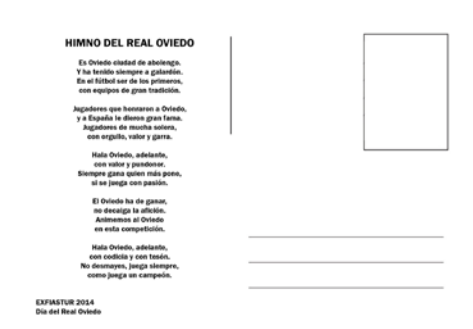 HIMNO DEL REAL OVIEDO
Es Oviedo ciudad de abolengo.
Y ha tenido siempre a galardón.
En el fútbol ser de los primeros,
con equipos de gran tradición.
Jugadores que honraron a Oviedo,
y a España le dieron gran fama.
Jugadores de mucha solera,
con orgullo, valor y garra.
Hala Oviedo, adelante,
con valor y pundonor.
Siempre gana quien más pone,
si se juega con pasión.
El Oviedo ha de ganar,
no decaiga la afición.
Animemos al Oviedo
en esta competición.
Hala Oviedo, adelante,
con codicia y con tesón.
No desmayes, juega siempre,
como juega un campeón.
EXFIASTUR 2014
Día del Real Oviedo